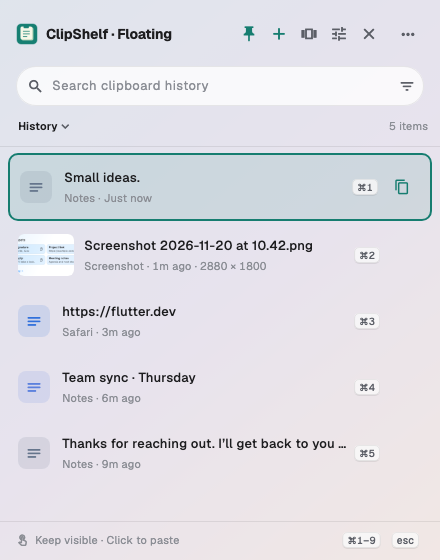 ClipShelf · Floating
Search clipboard history
History
5 items
Small ideas.
Notes · Just now
⌘1
Screenshot 2026-11-20 at 10.42.png
Screenshot · 1m ago · 2880 × 1800
⌘2
https://flutter.dev
Safari · 3m ago
⌘3
Team sync · Thursday
Notes · 6m ago
⌘4
Thanks for reaching out. I’ll get back to you ...
Notes · 9m ago
⌘5
Keep visible · Click to paste
⌘1–9
esc